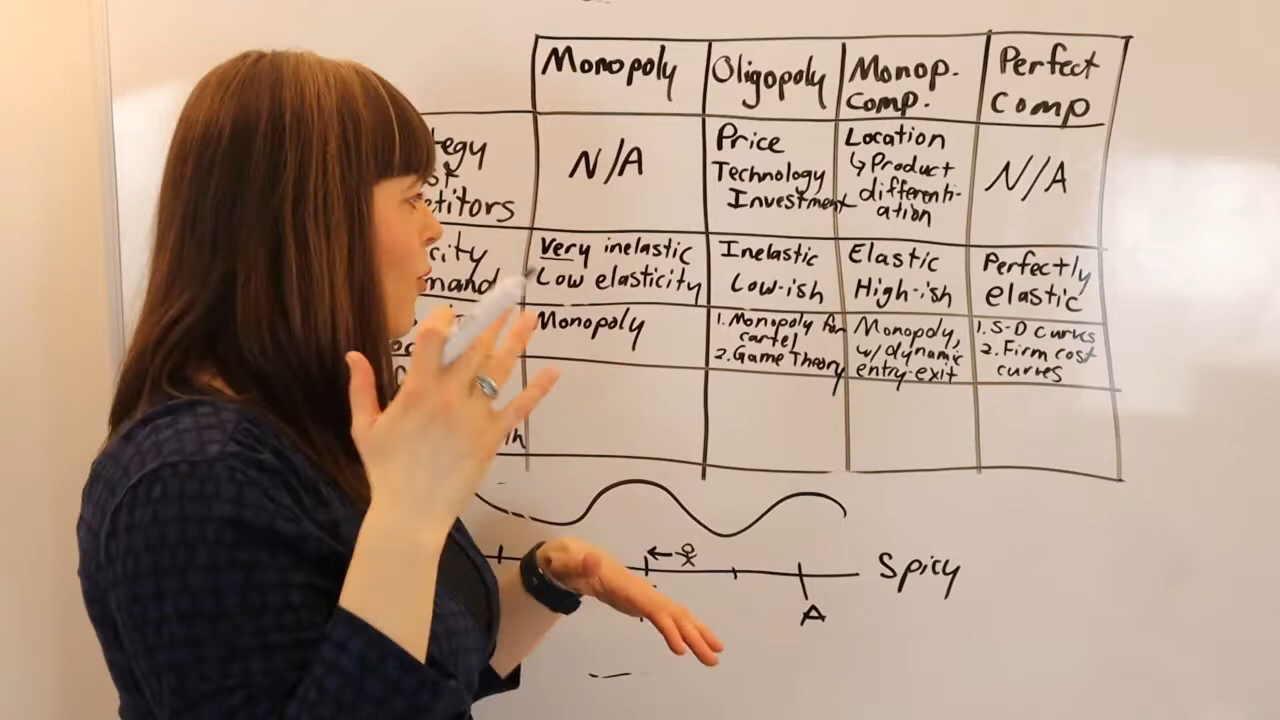 Monopoly
Oligopoly
Monop.
Comp.
Perfect
Comp
N/A
Price
Technology
Investment
Location
↳ Product
differenti-
ation
N/A
Very inelastic
Low elasticity
Inelastic
Low-ish
Elastic
High-ish
Perfectly
elastic
Monopoly
1. Monopoly for
cartel
2. Game Theory
Monopoly,
w/ dynamic
entry-exit
1. S-D curves
2. Firm cost
curves
Spicy
A